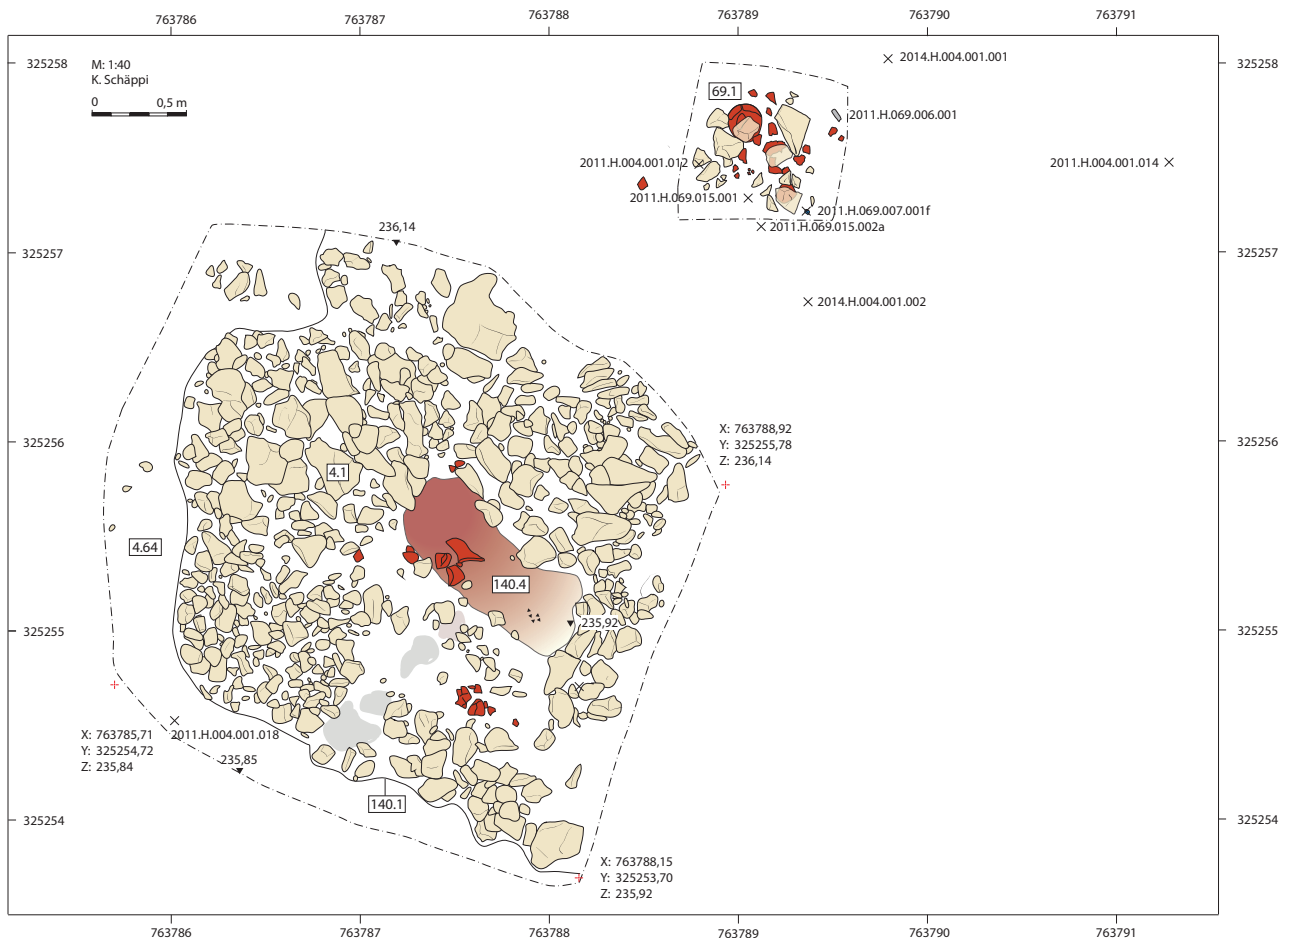 763786
763787
763788
763789
763790
763791
325258
M: 1:40
K. Schäppi
0 0,5 m
69.1
2014.H.004.001.001
325258
2011.H.069.006.001
2011.H.004.001.012
2011.H.004.001.014
2011.H.069.015.001
2011.H.069.007.001f
2011.H.069.015.002a
236,14
325257
325257
2014.H.004.001.002
325256
X: 763788,92
Y: 325255,78
Z: 236,14
325256
4.1
4.64
140.4
235,92
325255
325255
X: 763785,71
Y: 325254,72
Z: 235,84
2011.H.004.001.018
235,85
140.1
325254
325254
X: 763788,15
Y: 325253,70
Z: 235,92
763786
763787
763788
763789
763790
763791